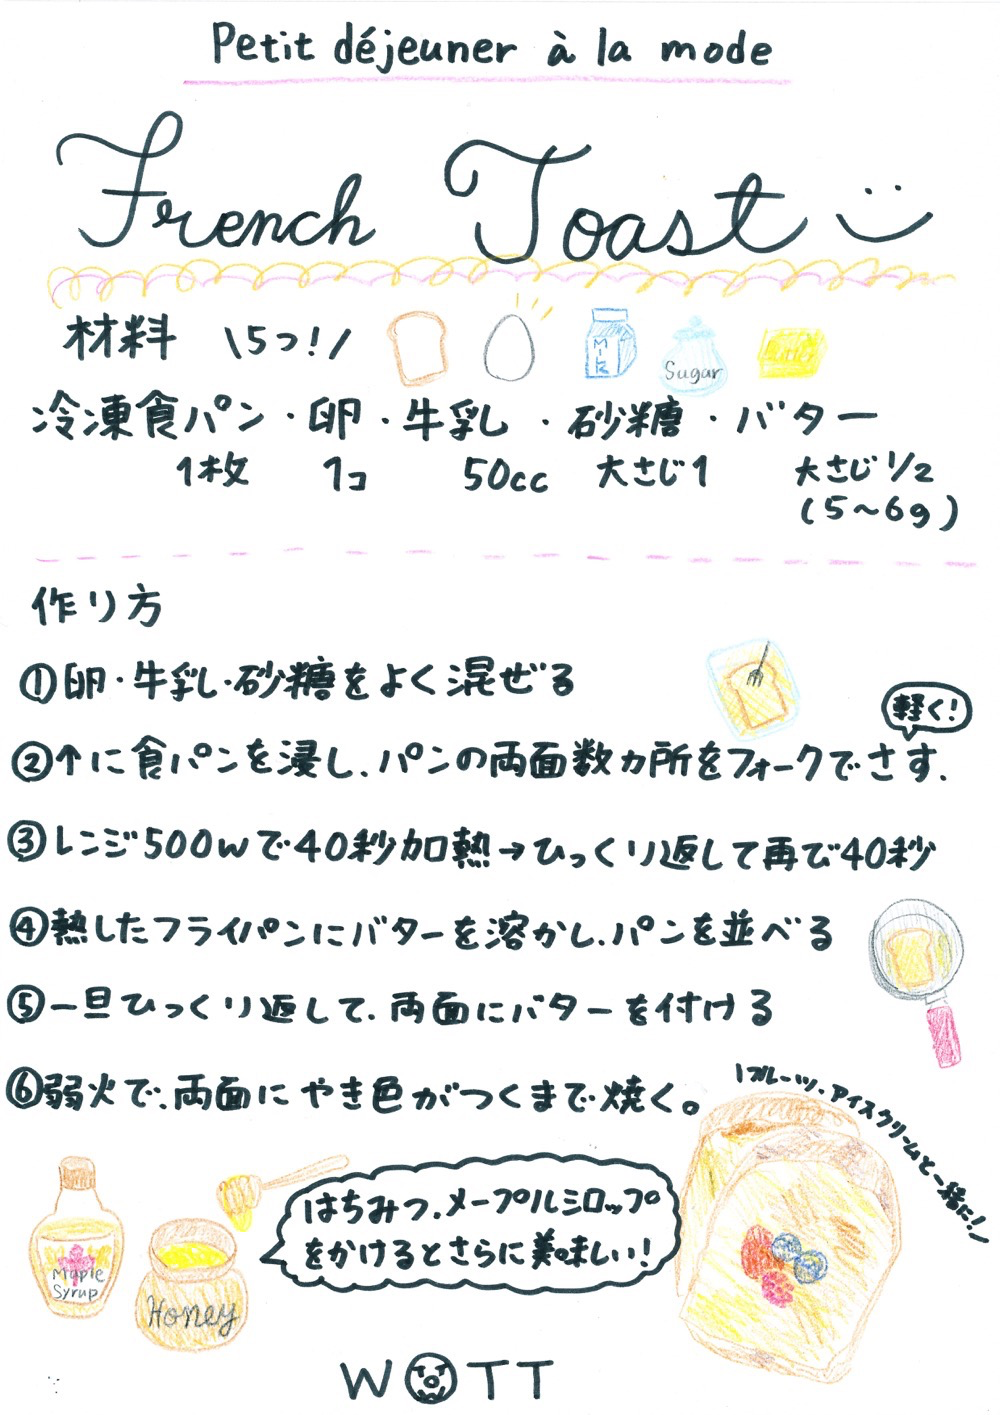 Petit déjeuner à la mode
French Toast
材料 \5つ!/
MILK
Sugar
冷凍食パン・卵・牛乳・砂糖・バター
1枚 1コ 50cc 大さじ1 大さじ1/2
(5~6g)
作り方
①卵・牛乳・砂糖をよく混ぜる
軽く!
②↑に食パンを浸し、パンの両面数ヵ所をフォークでさす、
③レンジ500wで40秒加熱→ひっくり返して再び40秒
④熱したフライパンにバターを溶かし、パンを並べる
⑤一旦ひっくり返して、両面にバターを付ける
⑥弱火で、両面にやき色がつくまで焼く。
\フルーツ、アイスクリームと一緒に!/
はちみつ、メープルシロップ
をかけるとさらに美味しい!
Maple
Syrup
Honey
WOTT